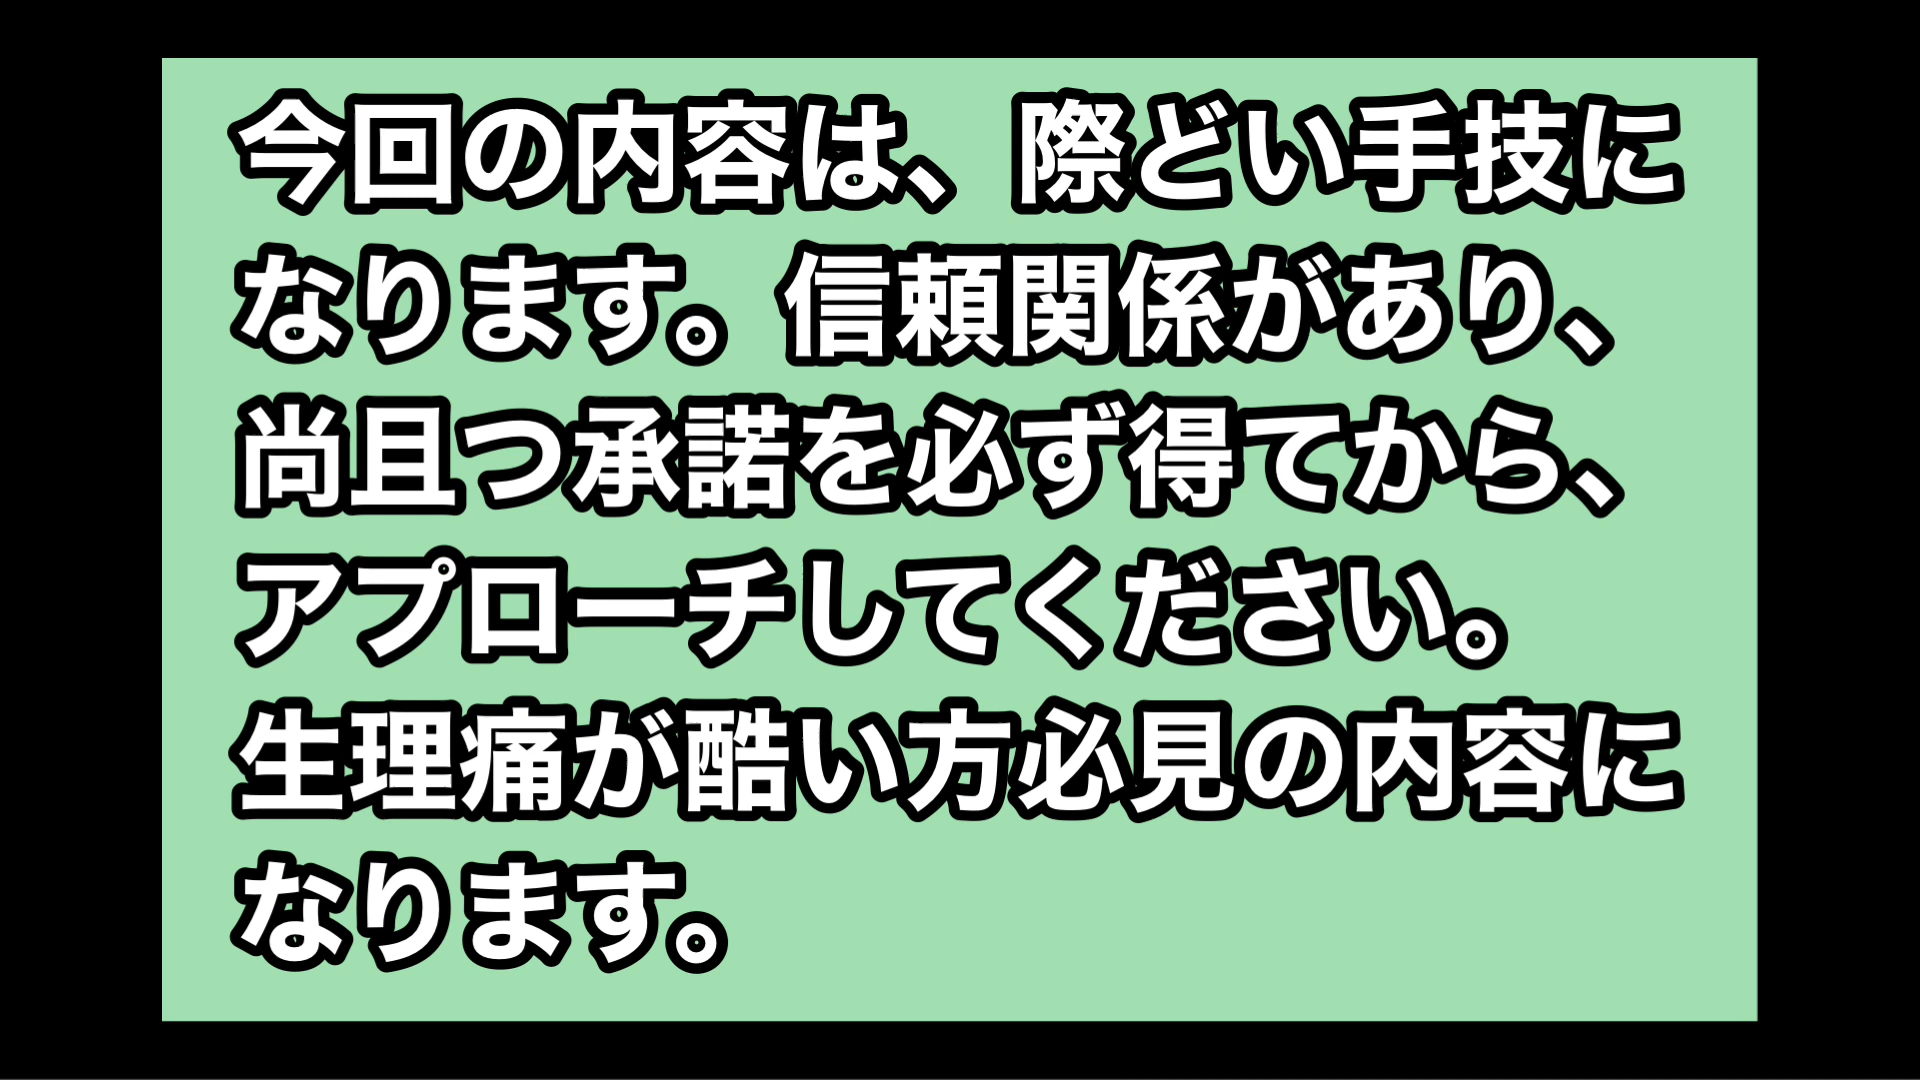 今回の内容は、際どい手技に
なります。信頼関係があり、
尚且つ承諾を必ず得てから、
アプローチしてください。
生理痛が酷い方必見の内容に
なります。